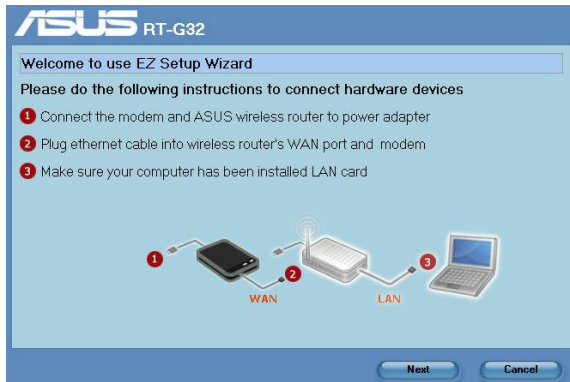 ASUS RT-G32
Welcome to use EZ Setup Wizard
Please do the following instructions to connect hardware devices
1 Connect the modem and ASUS wireless router to power adapter
2 Plug ethernet cable into wireless router's WAN port and modem
3 Make sure your computer has been installed LAN card
1
2
3
WAN
LAN
Next
Cancel